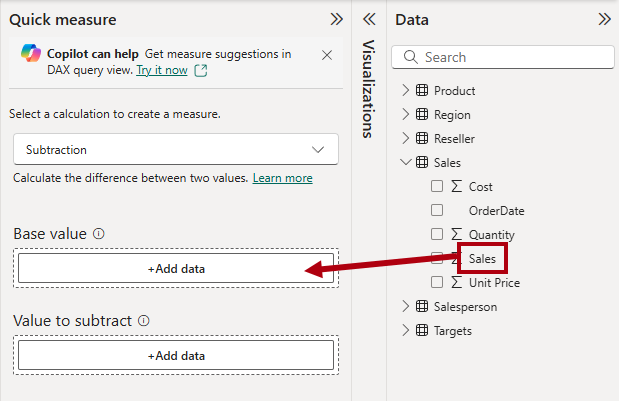 Quick measure
Copilot can help Get measure suggestions in
DAX query view. Try it now
Select a calculation to create a measure.
Subtraction
Calculate the difference between two values. Learn more
Base value
+Add data
Value to subtract
+Add data
Visualizations
Data
Search
Product
Region
Reseller
Sales
Cost
OrderDate
Quantity
Sales
Unit Price
Salesperson
Targets